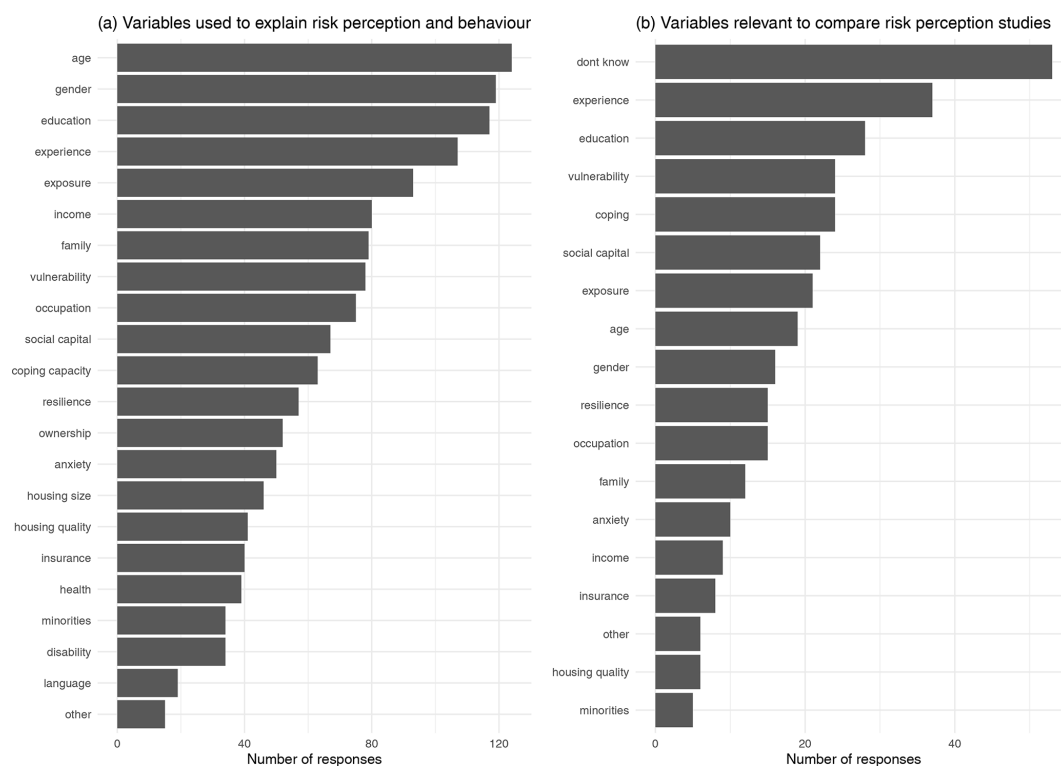 (a) Variables used to explain risk perception and behaviour
age
gender
education
experience
exposure
income
family
vulnerability
occupation
social capital
coping capacity
resilience
ownership
anxiety
housing size
housing quality
insurance
health
minorities
disability
language
other
0 40 80 120
Number of responses
(b) Variables relevant to compare risk perception studies
dont know
experience
education
vulnerability
coping
social capital
exposure
age
gender
resilience
occupation
family
anxiety
income
insurance
other
housing quality
minorities
0 20 40
Number of responses